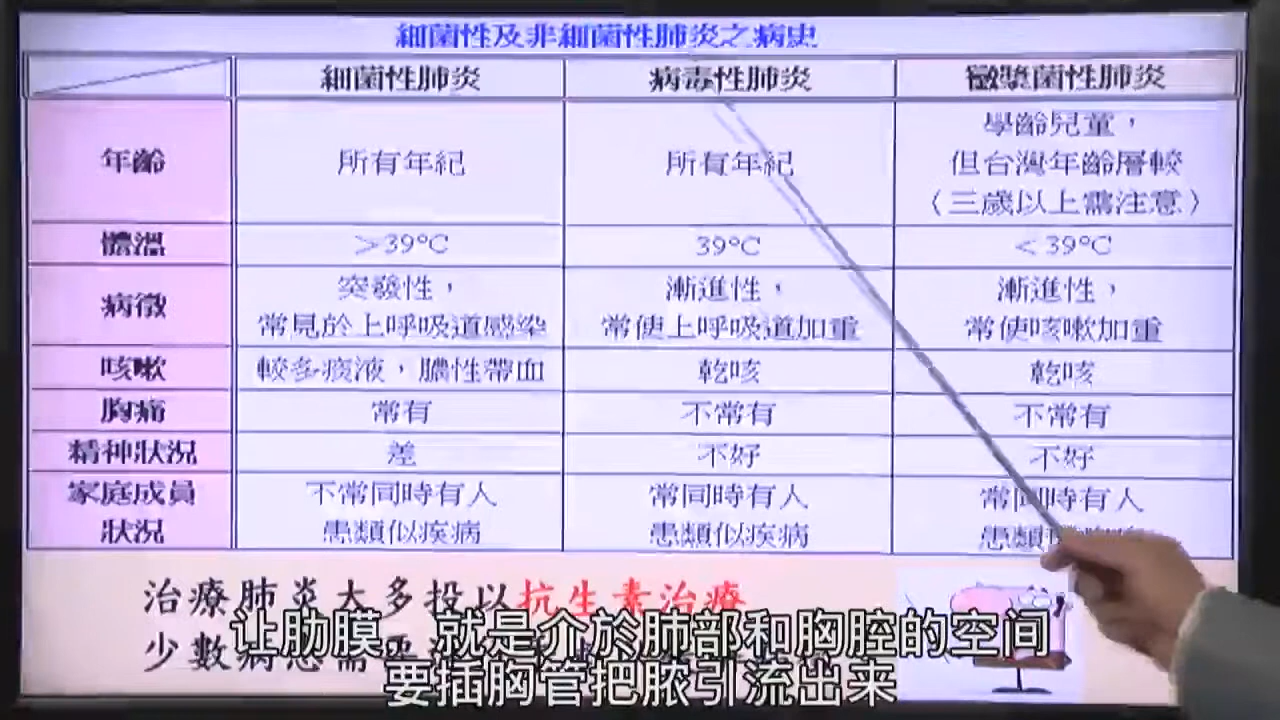 細菌性及非細菌性肺炎之病史
細菌性肺炎 病毒性肺炎 黴漿菌性肺炎
年齡 所有年紀 所有年紀 學齡兒童，
但台灣年齡層較
（三歲以上需注意）
體溫 ＞39°C 39°C ＜39°C
病徵 突發性，
常見於上呼吸道感染 漸進性，
常使上呼吸道加重 漸進性，
常使咳嗽加重
咳嗽 較多痰液，膿性帶血 乾咳 乾咳
胸痛 常有 不常有 不常有
精神狀況 差 不好 不好
家庭成員
狀況 不常同時有人
患類似疾病 常同時有人
患類似疾病 常同時有人
患類
治療肺炎大多投以抗生素治療
少數病患需要
让肋膜 就是介於肺部和胸腔的空间
要插胸管把脓引流出来